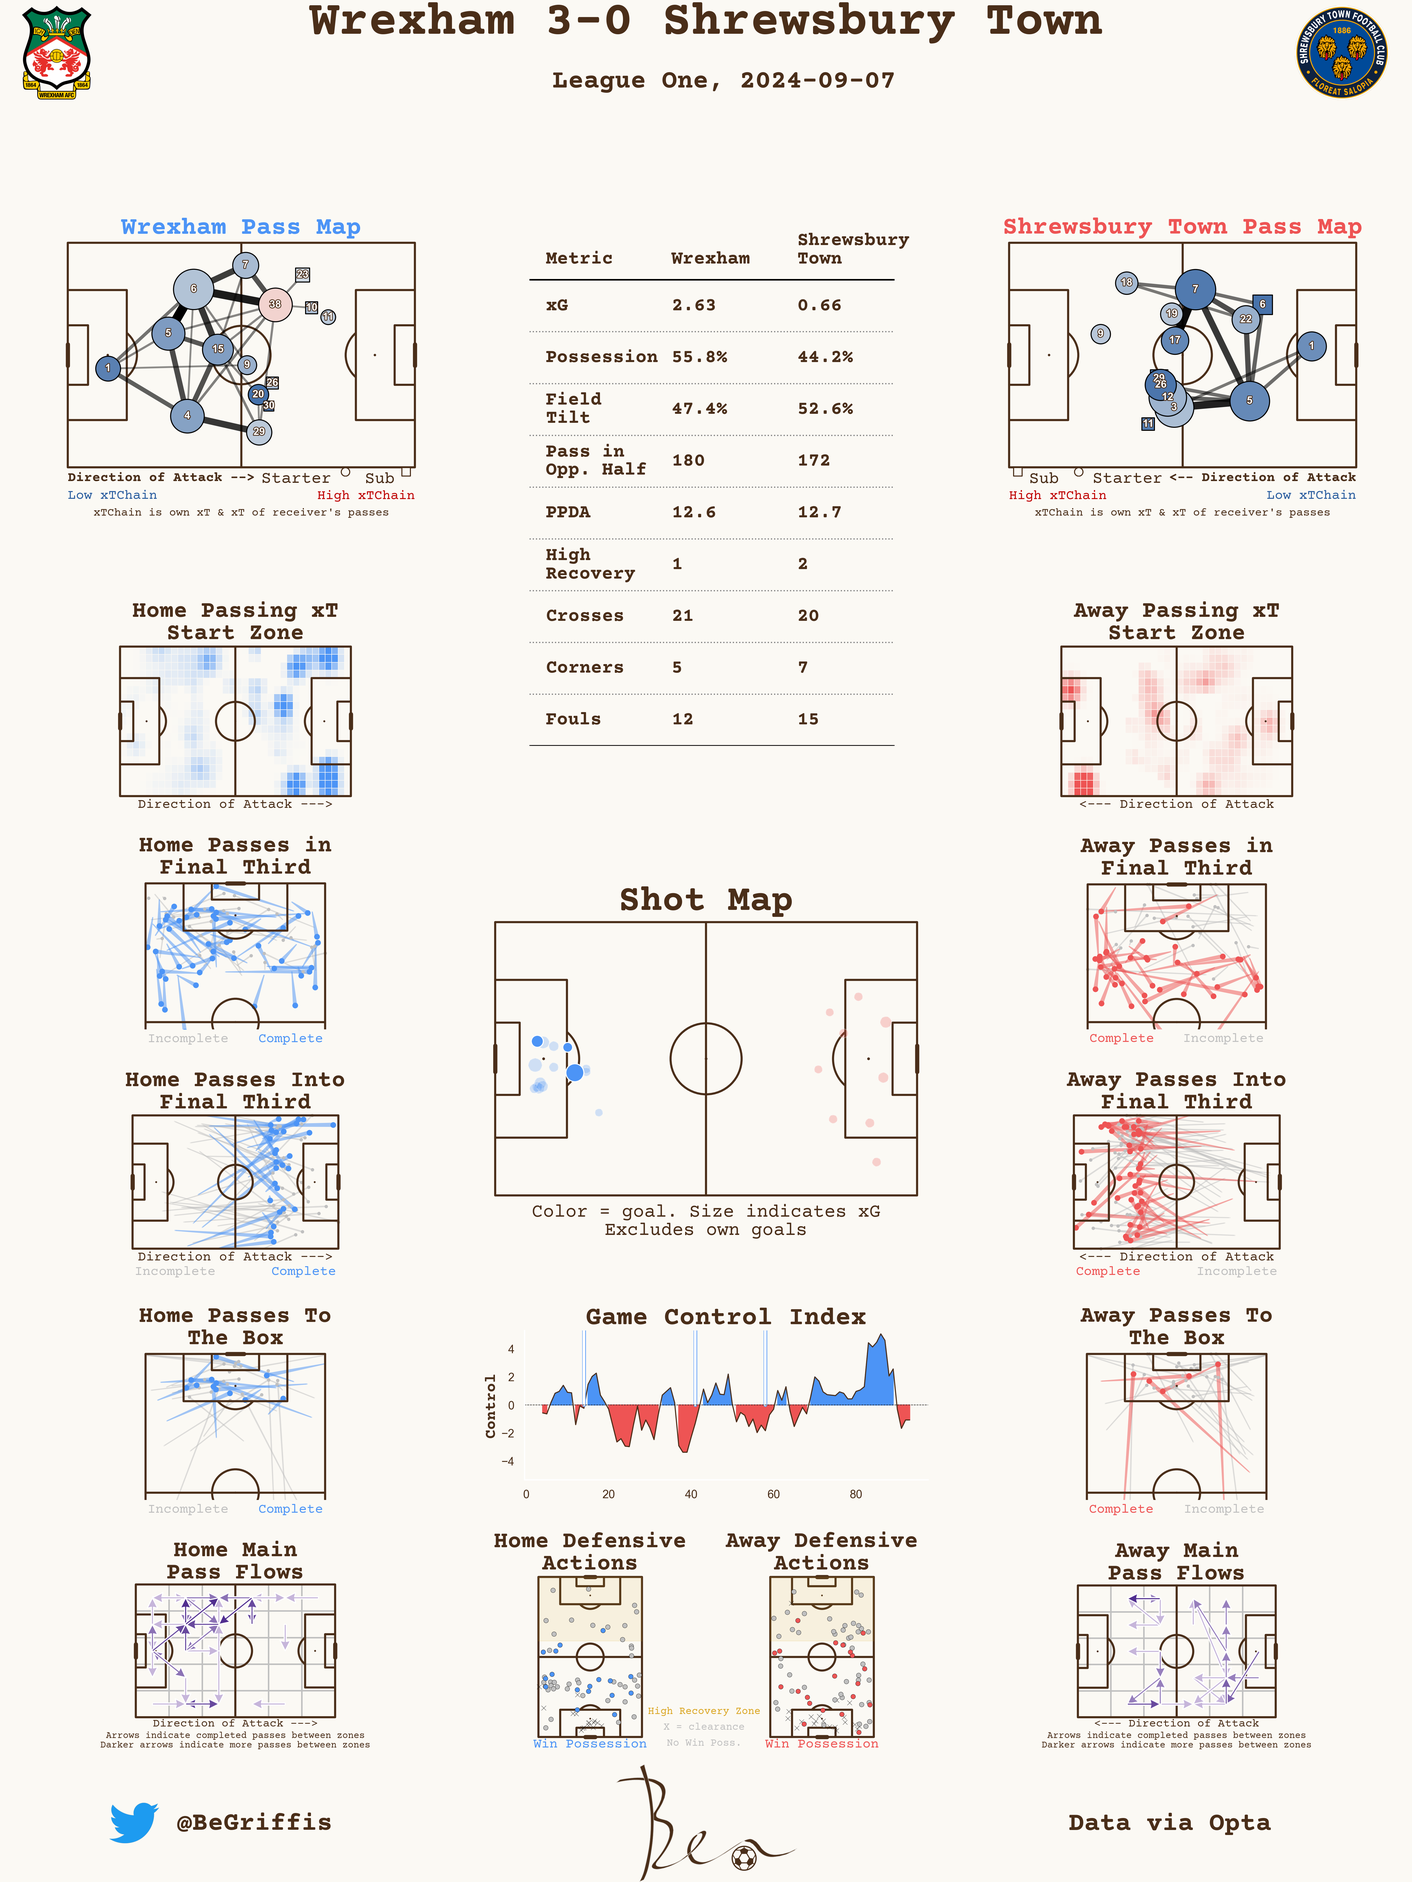 Wrexham 3-0 Shrewsbury Town
League One, 2024-09-07
1864 1864
WREXHAM AFC
SHREWSBURY TOWN FOOTBALL CLUB
1886
FLOREAT SALOPIA
Wrexham Pass Map
7
23
6
38
10
11
5
15
9
1
26
20
30
4
29
Direction of Attack --> Starter Sub
Low xTChain High xTChain
xTChain is own xT & xT of receiver's passes
Metric Wrexham Shrewsbury Town
xG 2.63 0.66
Possession 55.8% 44.2%
Field Tilt 47.4% 52.6%
Pass in Opp. Half 180 172
PPDA 12.6 12.7
High Recovery 1 2
Crosses 21 20
Corners 5 7
Fouls 12 15
Shrewsbury Town Pass Map
18
7
6
19
22
9
17
1
29
26
12
3
5
11
Sub Starter <-- Direction of Attack
High xTChain Low xTChain
xTChain is own xT & xT of receiver's passes
Home Passing xT
Start Zone
Direction of Attack --->
Away Passing xT
Start Zone
<--- Direction of Attack
Home Passes in
Final Third
Incomplete Complete
Away Passes in
Final Third
Complete Incomplete
Shot Map
Color = goal. Size indicates xG
Excludes own goals
Home Passes Into
Final Third
Direction of Attack --->
Incomplete Complete
Away Passes Into
Final Third
<--- Direction of Attack
Complete Incomplete
Home Passes To
The Box
Incomplete Complete
Game Control Index
Control
4
2
0
−2
−4
0 20 40 60 80
Away Passes To
The Box
Complete Incomplete
Home Main
Pass Flows
Direction of Attack --->
Arrows indicate completed passes between zones
Darker arrows indicate more passes between zones
Home Defensive
Actions
Win Possession
High Recovery Zone
X = clearance
No Win Poss.
Away Defensive
Actions
Win Possession
Away Main
Pass Flows
<--- Direction of Attack
Arrows indicate completed passes between zones
Darker arrows indicate more passes between zones
@BeGriffis
Ben
Data via Opta